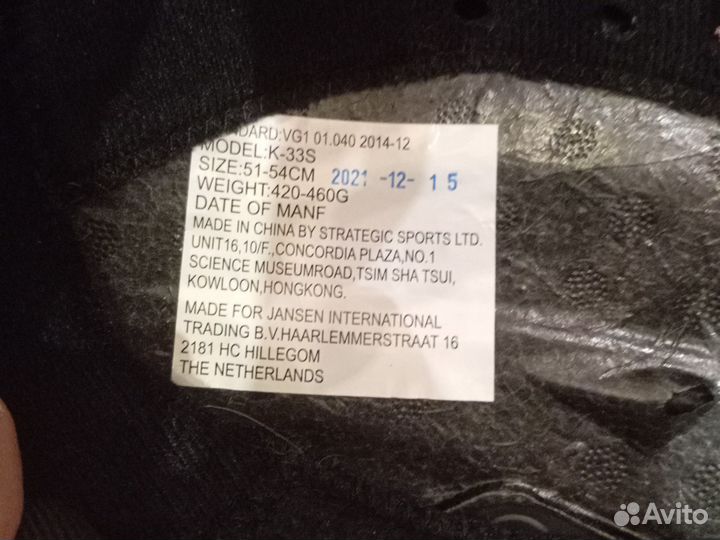 VG1 01.040 2014-12
MODEL:K-33S
SIZE:51-54CM 2021 -12- 15
WEIGHT:420-460G
DATE OF MANF
MADE IN CHINA BY STRATEGIC SPORTS LTD.
UNIT16,10/F.,CONCORDIA PLAZA,NO.1
SCIENCE MUSEUMROAD,TSIM SHA TSUI,
KOWLOON,HONGKONG.
MADE FOR JANSEN INTERNATIONAL
TRADING B.V.HAARLEMMERSTRAAT 16
2181 HC HILLEGOM
THE NETHERLANDS
Avito